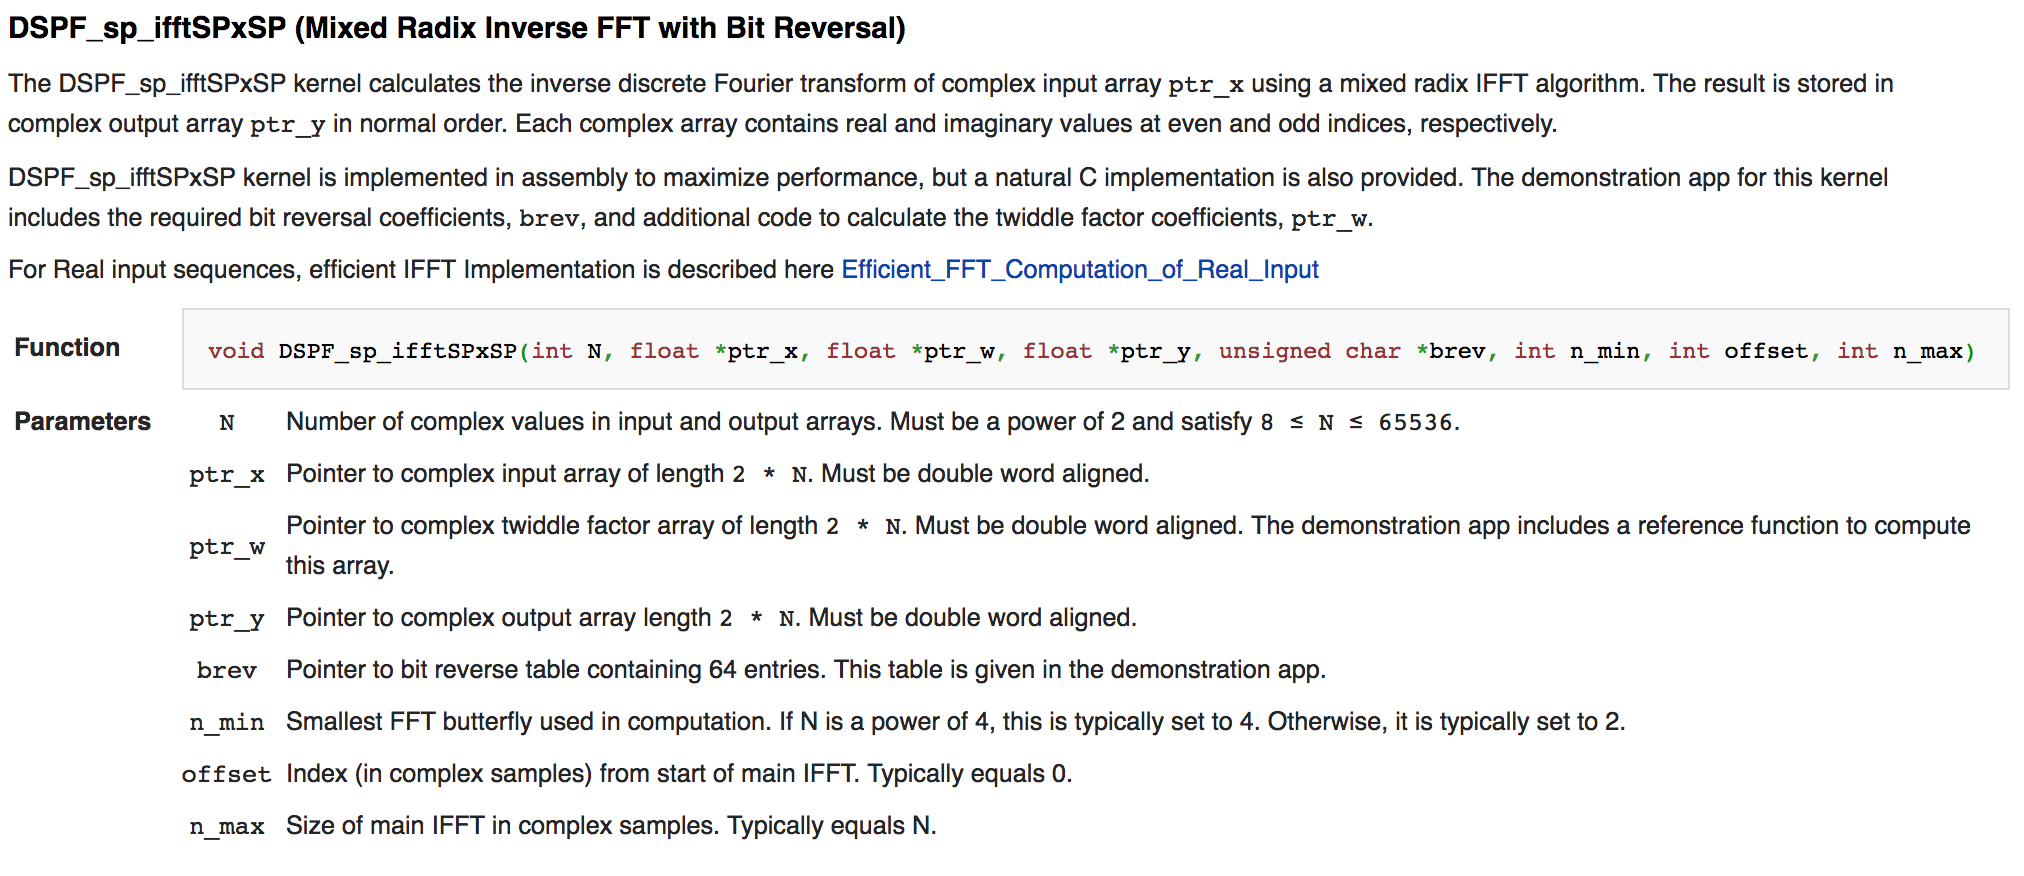 DSPF_sp_ifftSPxSP (Mixed Radix Inverse FFT with Bit Reversal)
The DSPF_sp_ifftSPxSP kernel calculates the inverse discrete Fourier transform of complex input array ptr_x using a mixed radix IFFT algorithm. The result is stored in
complex output array ptr_y in normal order. Each complex array contains real and imaginary values at even and odd indices, respectively.
DSPF_sp_ifftSPxSP kernel is implemented in assembly to maximize performance, but a natural C implementation is also provided. The demonstration app for this kernel
includes the required bit reversal coefficients, brev, and additional code to calculate the twiddle factor coefficients, ptr_w.
For Real input sequences, efficient IFFT Implementation is described here Efficient_FFT_Computation_of_Real_Input
Function void DSPF_sp_ifftSPxSP(int N, float *ptr_x, float *ptr_w, float *ptr_y, unsigned char *brev, int n_min, int offset, int n_max)
Parameters N Number of complex values in input and output arrays. Must be a power of 2 and satisfy 8 ≤ N ≤ 65536.
ptr_x Pointer to complex input array of length 2 * N. Must be double word aligned.
ptr_w Pointer to complex twiddle factor array of length 2 * N. Must be double word aligned. The demonstration app includes a reference function to compute
this array.
ptr_y Pointer to complex output array length 2 * N. Must be double word aligned.
brev Pointer to bit reverse table containing 64 entries. This table is given in the demonstration app.
n_min Smallest FFT butterfly used in computation. If N is a power of 4, this is typically set to 4. Otherwise, it is typically set to 2.
offset Index (in complex samples) from start of main IFFT. Typically equals 0.
n_max Size of main IFFT in complex samples. Typically equals N.